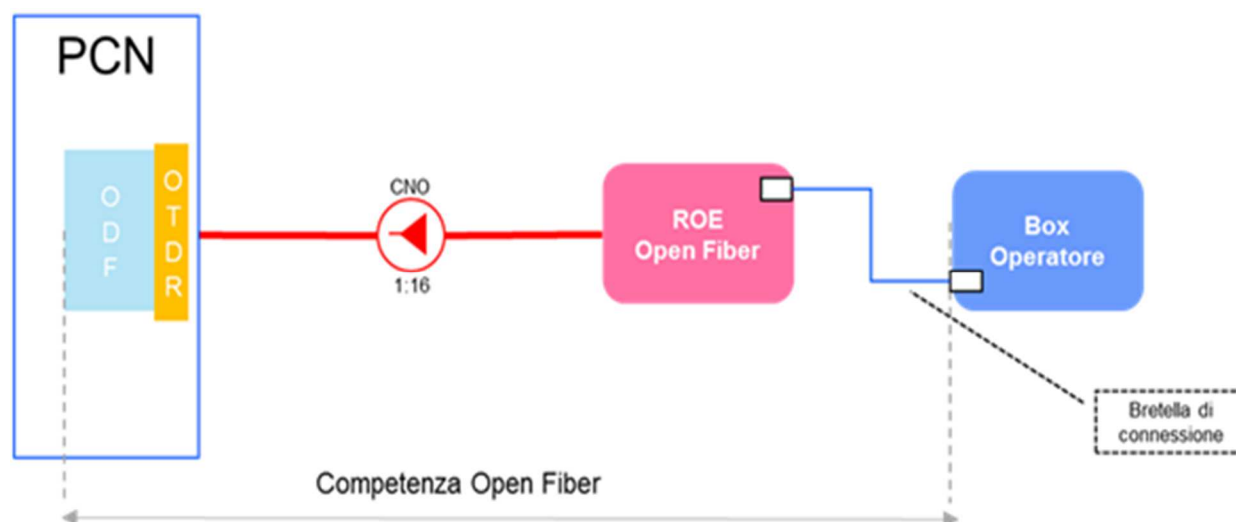 PCN
ODF
OTDR
CNO
1:16
ROE
Open Fiber
Box
Operatore
Bretella di
connessione
Competenza Open Fiber